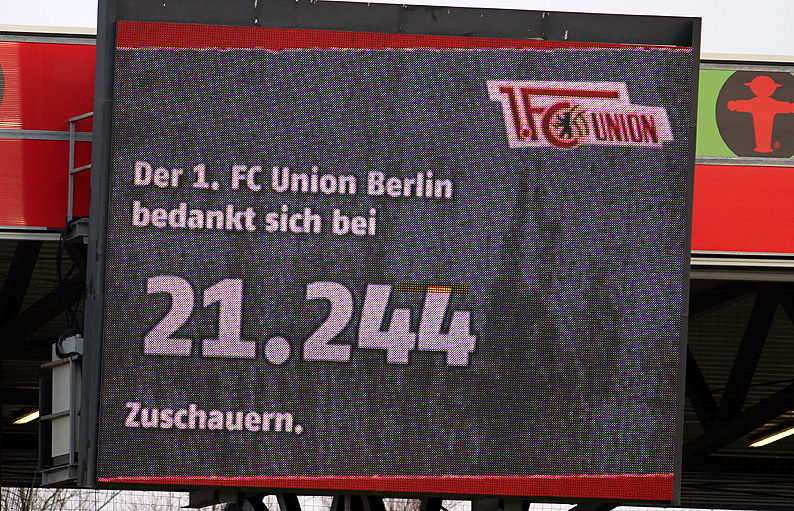 1.FC UNION
Der 1. FC Union Berlin
bedankt sich bei
21.244
Zuschauern.